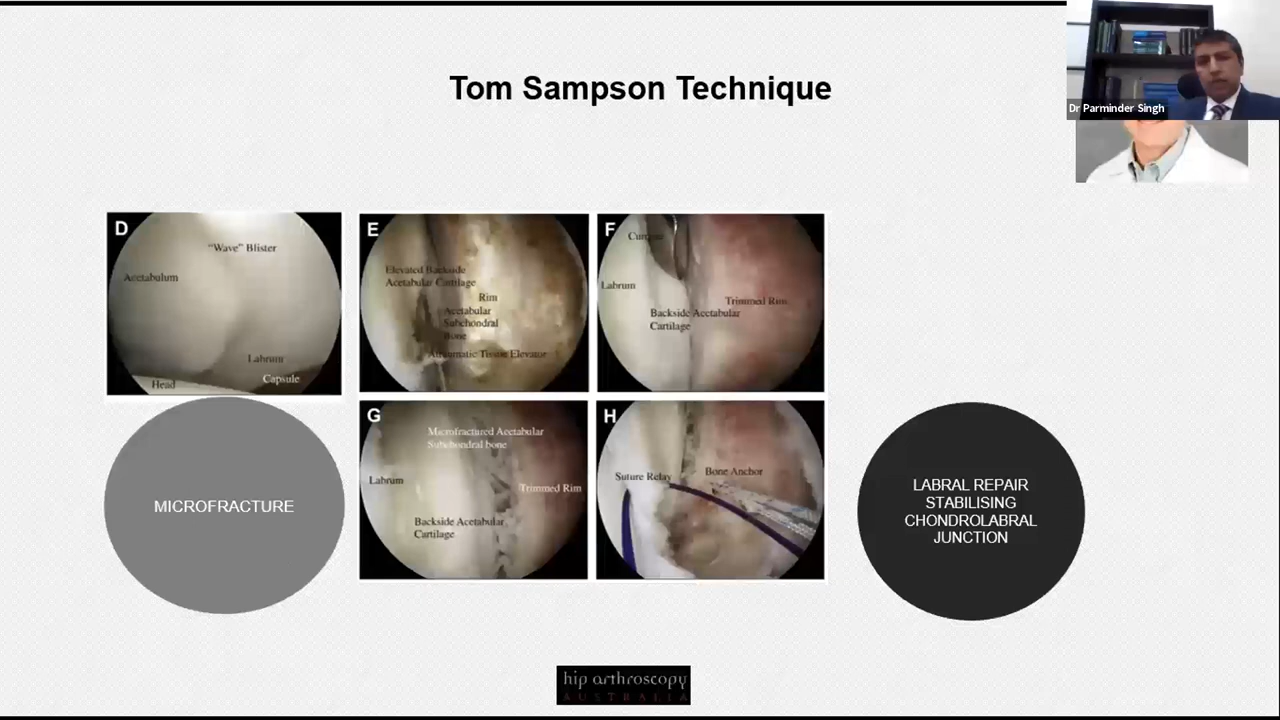 Tom Sampson Technique
Dr Parminder Singh
D
"Wave" Blister
Acetabulum
Labrum
Capsule
Head
E
Elevated Backside
Acetabular Cartilage
Rim
Acetabular
Subchondral
Bone
Atraumatic Tissue Elevator
F
Curette
Labrum
Trimmed Rim
Backside Acetabular
Cartilage
MICROFRACTURE
G
Microfractured Acetabular
Subchondral bone
Labrum
Trimmed Rim
Backside Acetabular
Cartilage
H
Suture Relay
Bone Anchor
LABRAL REPAIR
STABILISING
CHONDROLABRAL
JUNCTION
hip arthroscopy
AUSTRALIA